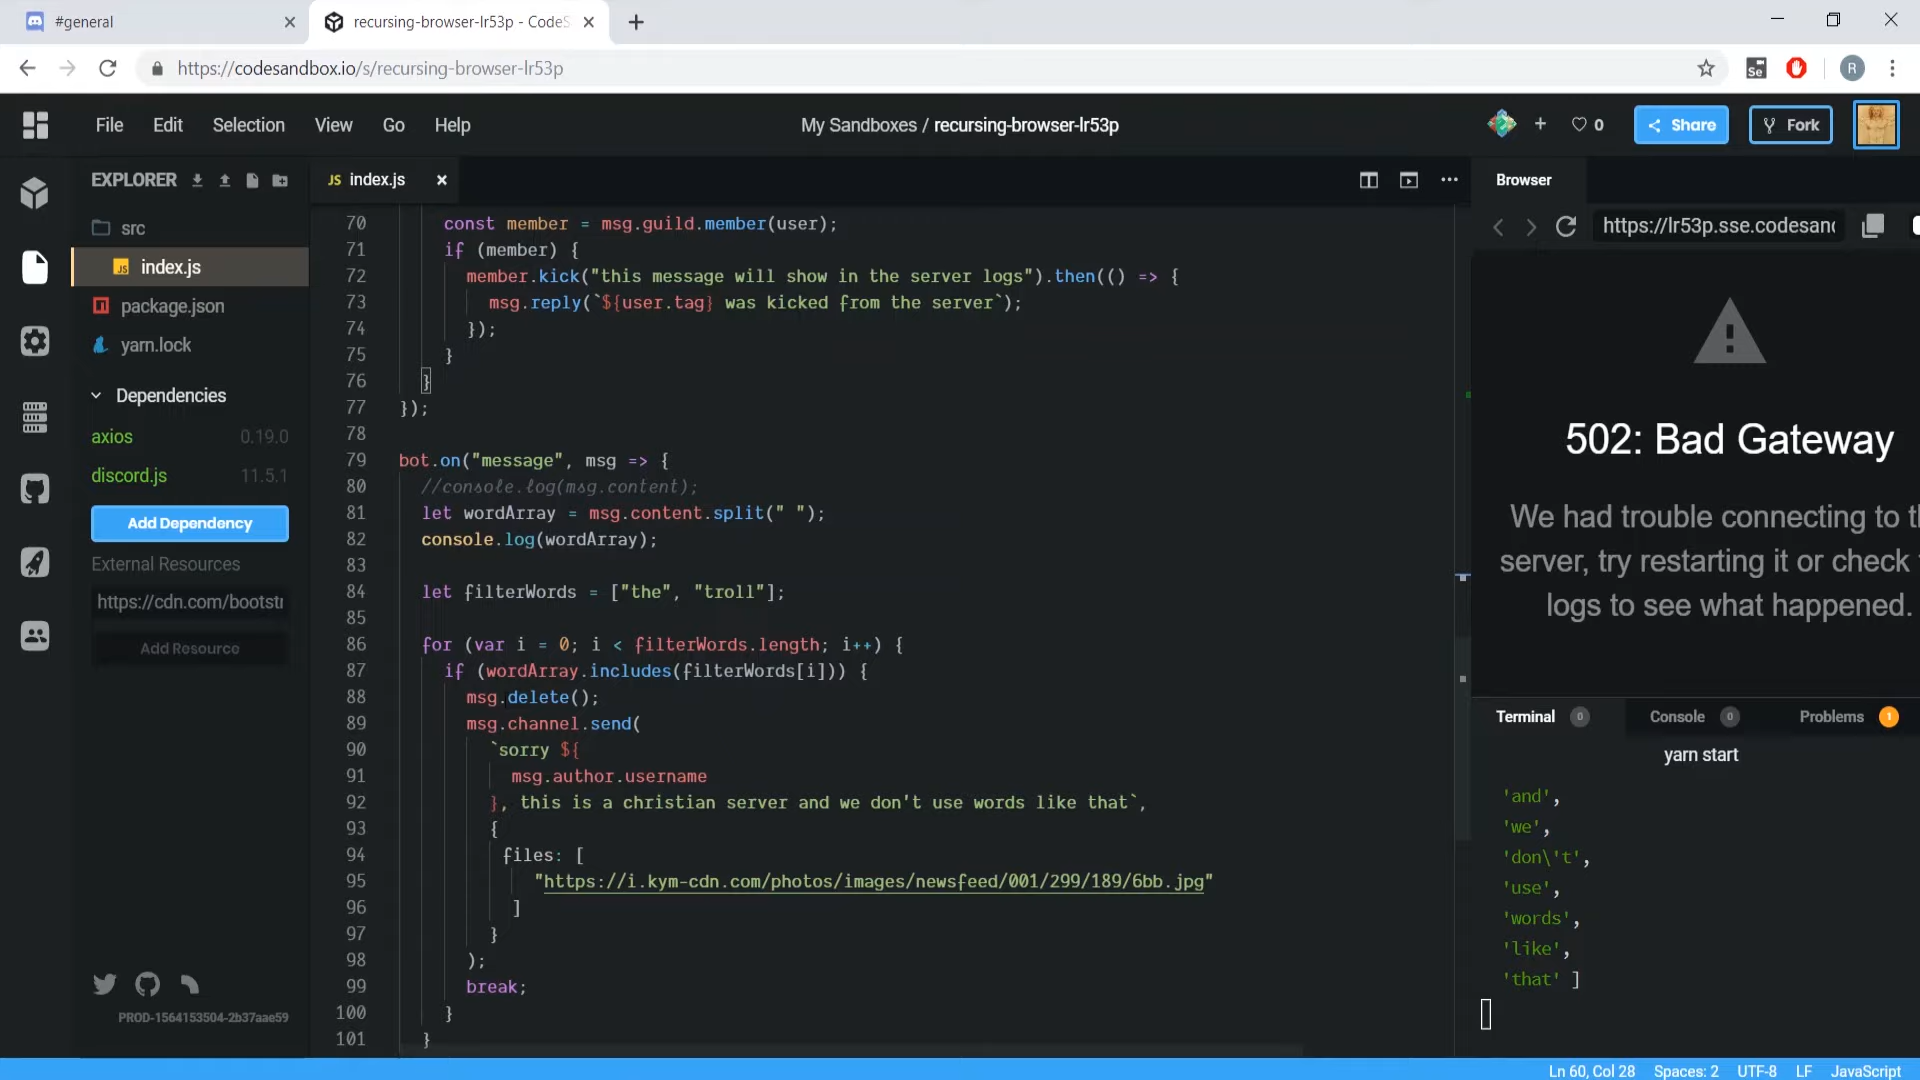 #general
recursing-browser-lr53p - CodeS
https://codesandbox.io/s/recursing-browser-lr53p
Se
R
File Edit Selection View Go Help
My Sandboxes / recursing-browser-lr53p
0
Share
Fork
EXPLORER
src
JS index.js
package.json
yarn.lock
Dependencies
axios 0.19.0
discord.js 11.5.1
Add Dependency
External Resources
https://cdn.com/bootstr
Add Resource
PROD-1564153504-2b37aae59
JS index.js
70 const member = msg.guild.member(user);
71 if (member) {
72 member.kick("this message will show in the server logs").then(() => {
73 msg.reply(`${user.tag} was kicked from the server`);
74 });
75 }
76 }
77 });
78
79 bot.on("message", msg => {
80 //console.log(msg.content);
81 let wordArray = msg.content.split(" ");
82 console.log(wordArray);
83
84 let filterWords = ["the", "troll"];
85
86 for (var i = 0; i < filterWords.length; i++) {
87 if (wordArray.includes(filterWords[i])) {
88 msg.delete();
89 msg.channel.send(
90 `sorry ${
91 msg.author.username
92 }, this is a christian server and we don't use words like that`,
93 {
94 files: [
95 "https://i.kym-cdn.com/photos/images/newsfeed/001/299/189/6bb.jpg"
96 ]
97 }
98 );
99 break;
100 }
101 }
Browser
https://lr53p.sse.codesan
502: Bad Gateway
We had trouble connecting to th
server, try restarting it or check
logs to see what happened.
Terminal 0 Console 0 Problems 1
yarn start
'and',
'we',
'don\'t',
'use',
'words',
'like',
'that' ]
Ln 60, Col 28 Spaces: 2 UTF-8 LF JavaScript